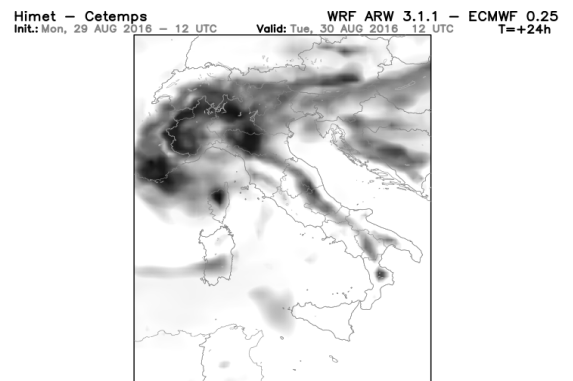 Himet – Cetemps WRF ARW 3.1.1 – ECMWF 0.25
Init.: Mon, 29 AUG 2016 – 12 UTC Valid: Tue, 30 AUG 2016 12 UTC T=+24h